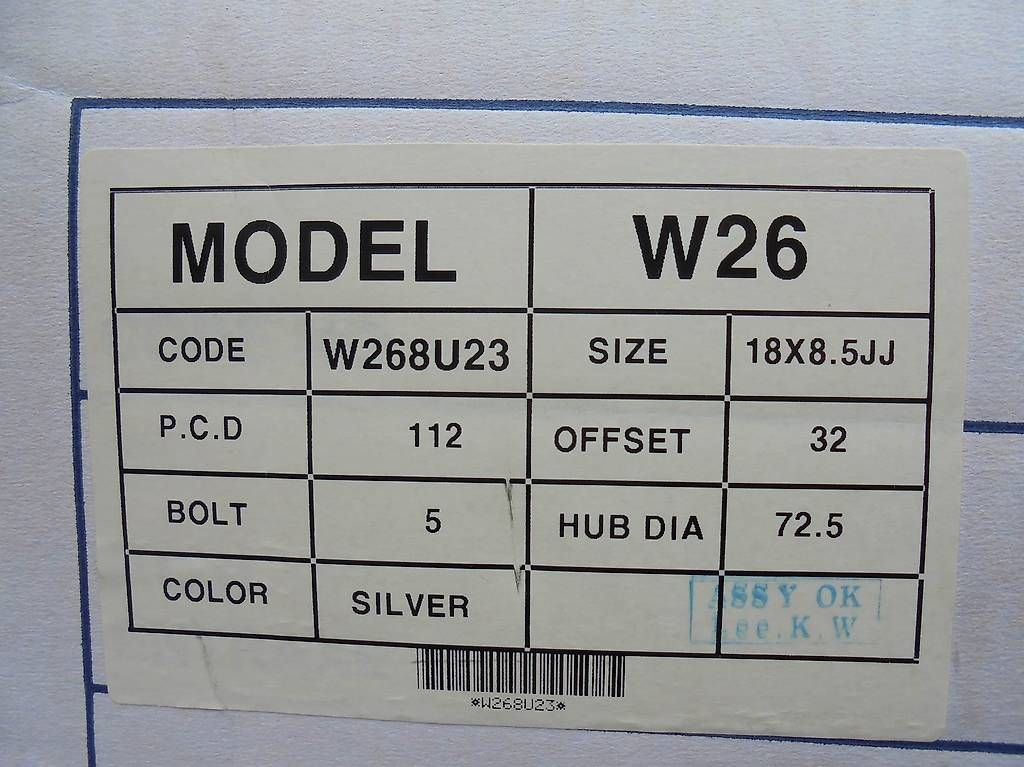 MODEL W26
CODE W268U23 SIZE 18X8.5JJ
P.C.D 112 OFFSET 32
BOLT 5 HUB DIA 72.5
COLOR SILVER
ASSY OK
Lee.K.W
*W268U23*